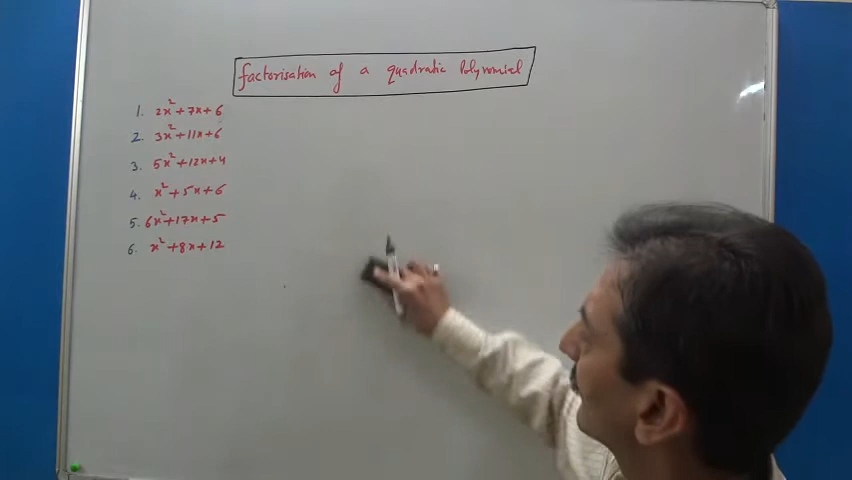 factorisation of a quadratic Polynomial
1. 2x²+7x+6
2. 3x²+11x+6
3. 5x²+12x+4
4. x²+5x+6
5. 6x²+17x+5
6. x²+8x+12